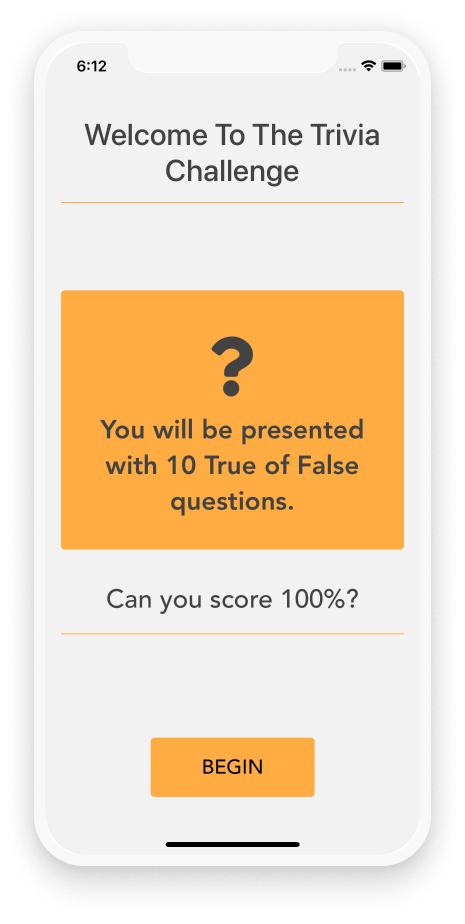 6:12
Welcome To The Trivia
Challenge
?
You will be presented
with 10 True of False
questions.
Can you score 100%?
BEGIN